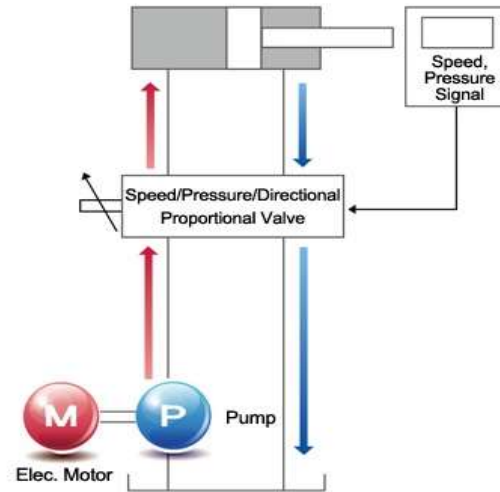 Speed,
Pressure
Signal
Speed/Pressure/Directional
Proportional Valve
M
P
Pump
Elec. Motor